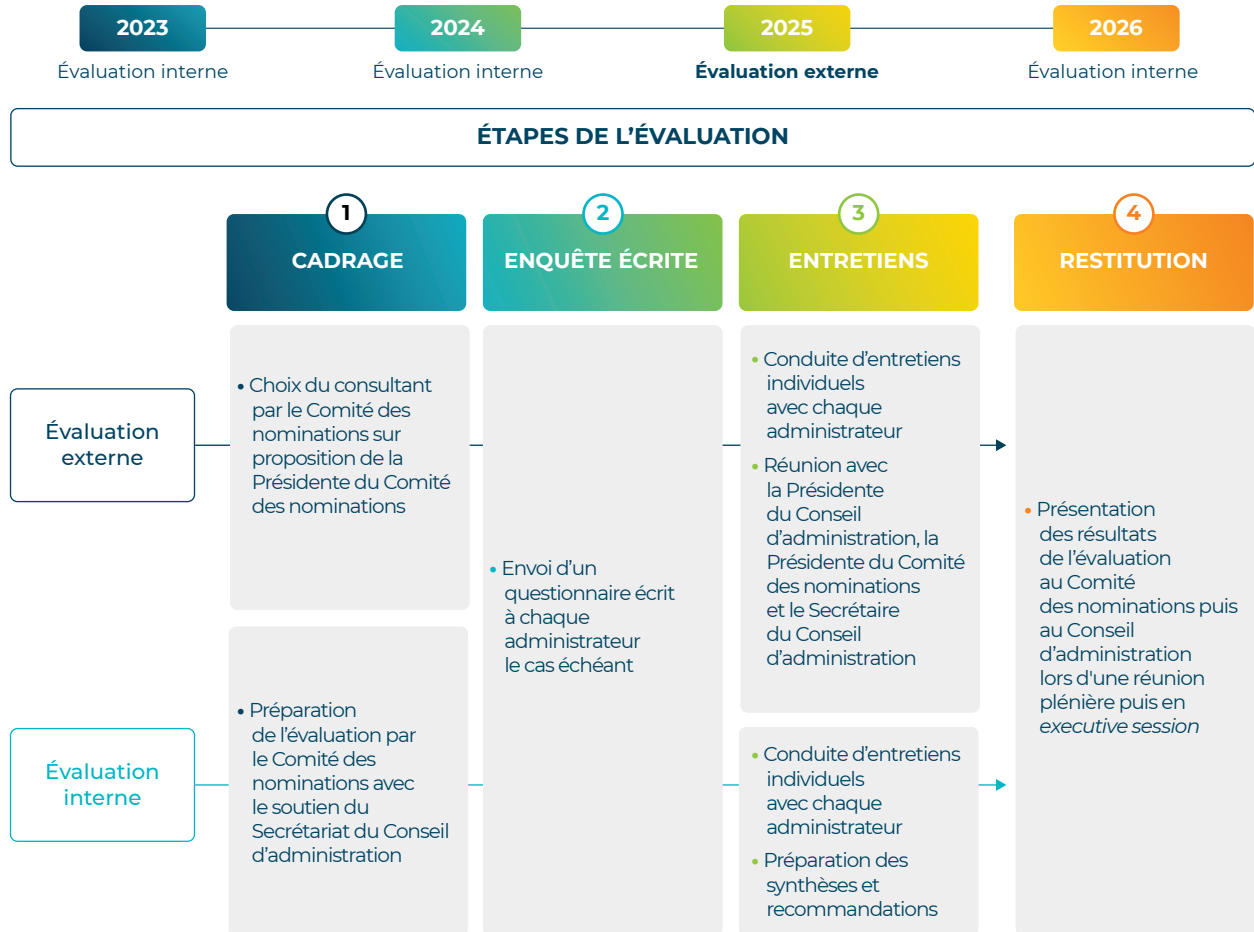 2023
2024
2025
2026
Évaluation interne
Évaluation interne
Évaluation externe
Évaluation interne
ÉTAPES DE L’ÉVALUATION
1
CADRAGE
2
ENQUÊTE ÉCRITE
3
ENTRETIENS
4
RESTITUTION
Évaluation
externe
• Choix du consultant
par le Comité des
nominations sur
proposition de la
Présidente du Comité
des nominations
• Envoi d’un
questionnaire écrit
à chaque
administrateur
le cas échéant
• Conduite d’entretiens
individuels
avec chaque
administrateur
• Réunion avec
la Présidente
du Conseil
d’administration, la
Présidente du Comité
des nominations
et le Secrétaire
du Conseil
d’administration
• Présentation
des résultats
de l’évaluation
au Comité
des nominations puis
au Conseil
d’administration
lors d'une réunion
plénière puis en
executive session
Évaluation
interne
• Préparation
de l’évaluation par
le Comité des
nominations avec
le soutien du
Secrétariat du Conseil
d’administration
• Conduite d’entretiens
individuels
avec chaque
administrateur
• Préparation des
synthèses et
recommandations